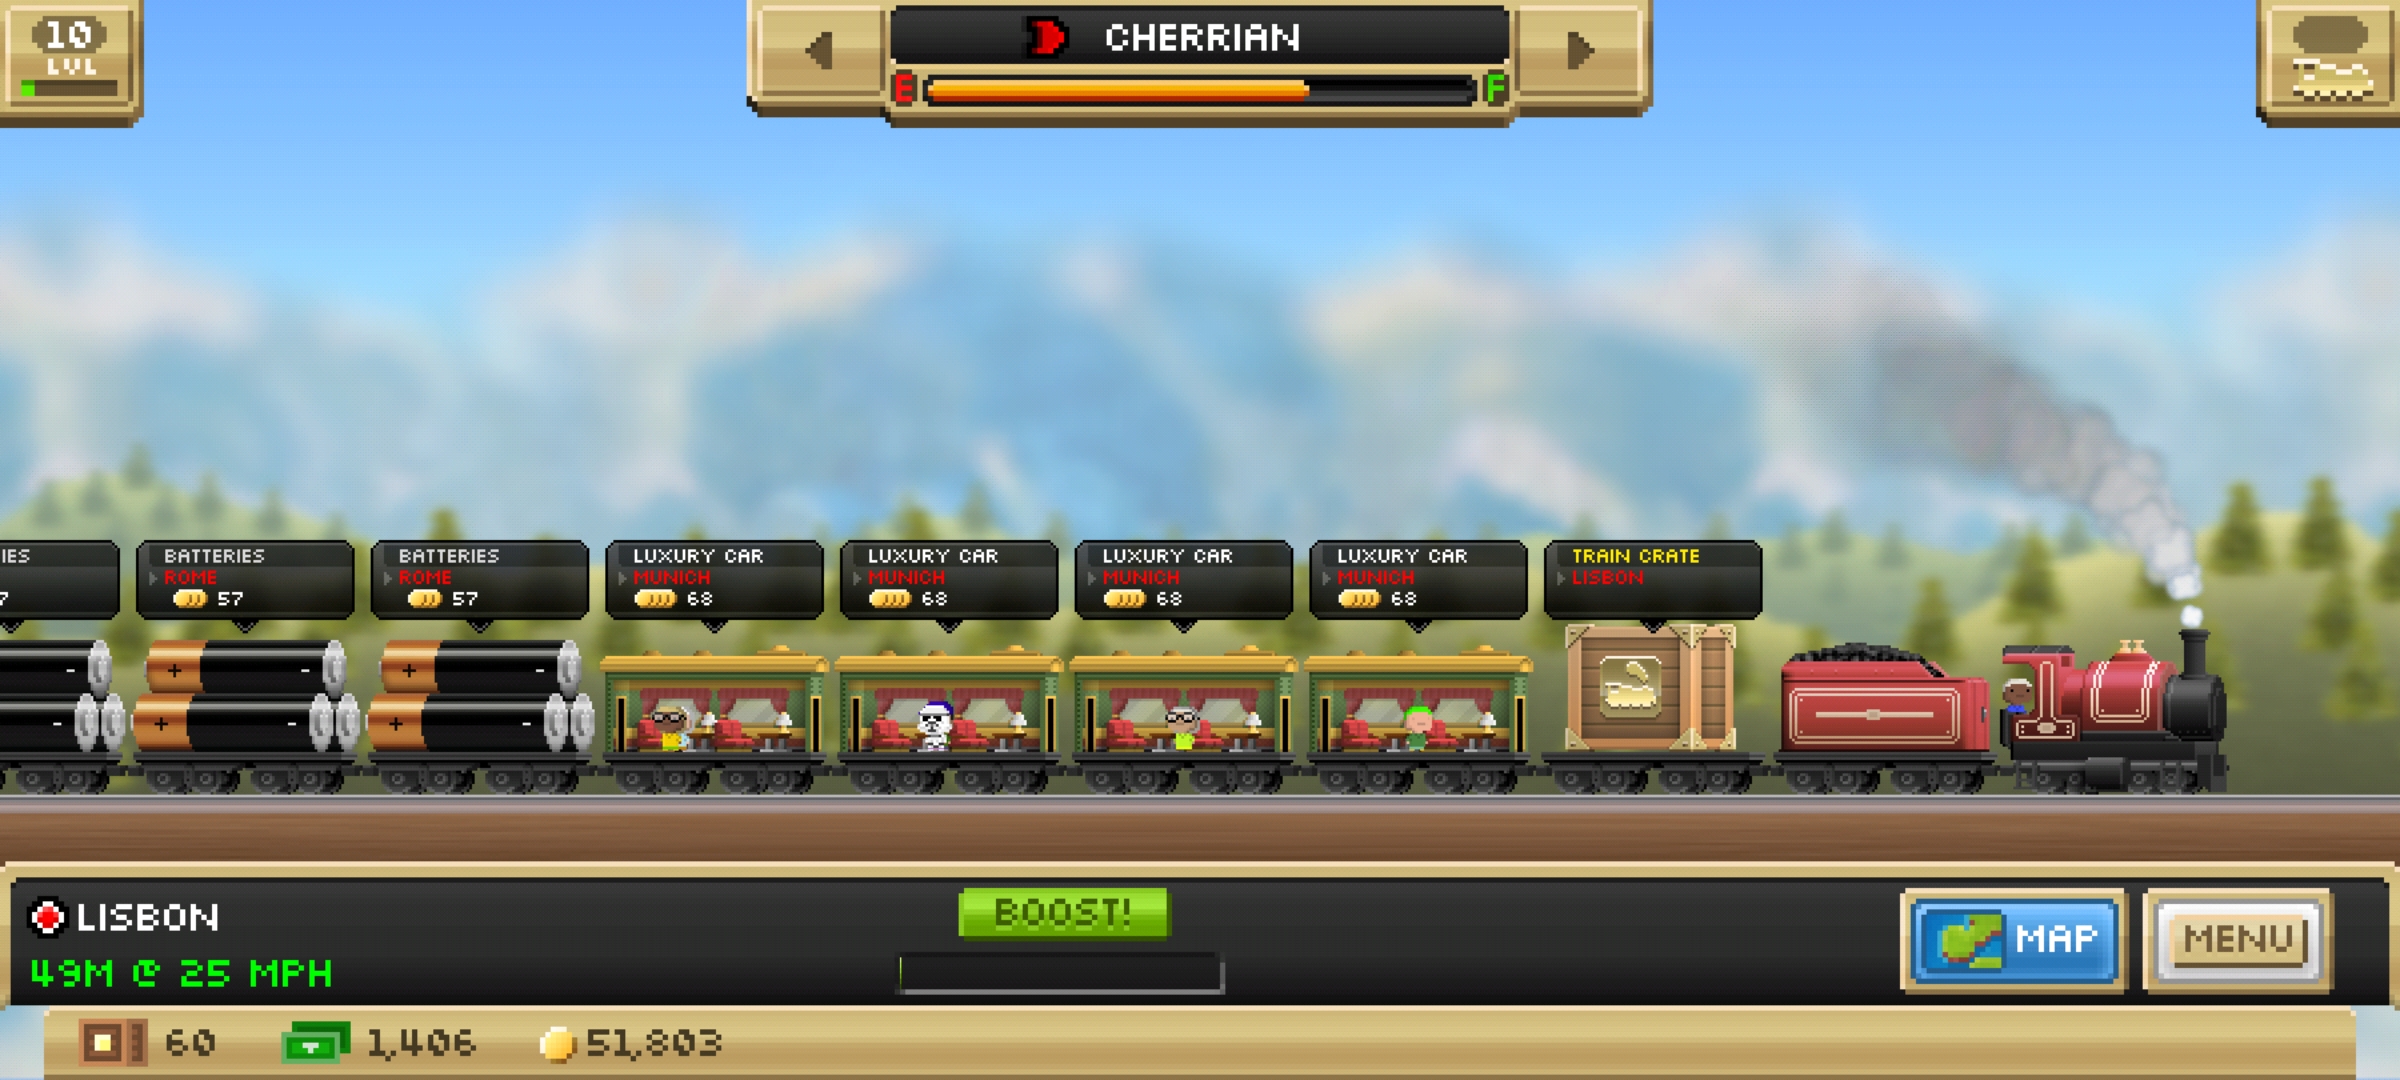 10
LVL
CHERRIAN
E F
IES
7
BATTERIES
ROME
57
BATTERIES
ROME
57
LUXURY CAR
MUNICH
68
LUXURY CAR
MUNICH
68
LUXURY CAR
MUNICH
68
LUXURY CAR
MUNICH
68
TRAIN CRATE
LISBON
LISBON
49M @ 25 MPH
BOOST!
MAP
MENU
60 1,406 51,803